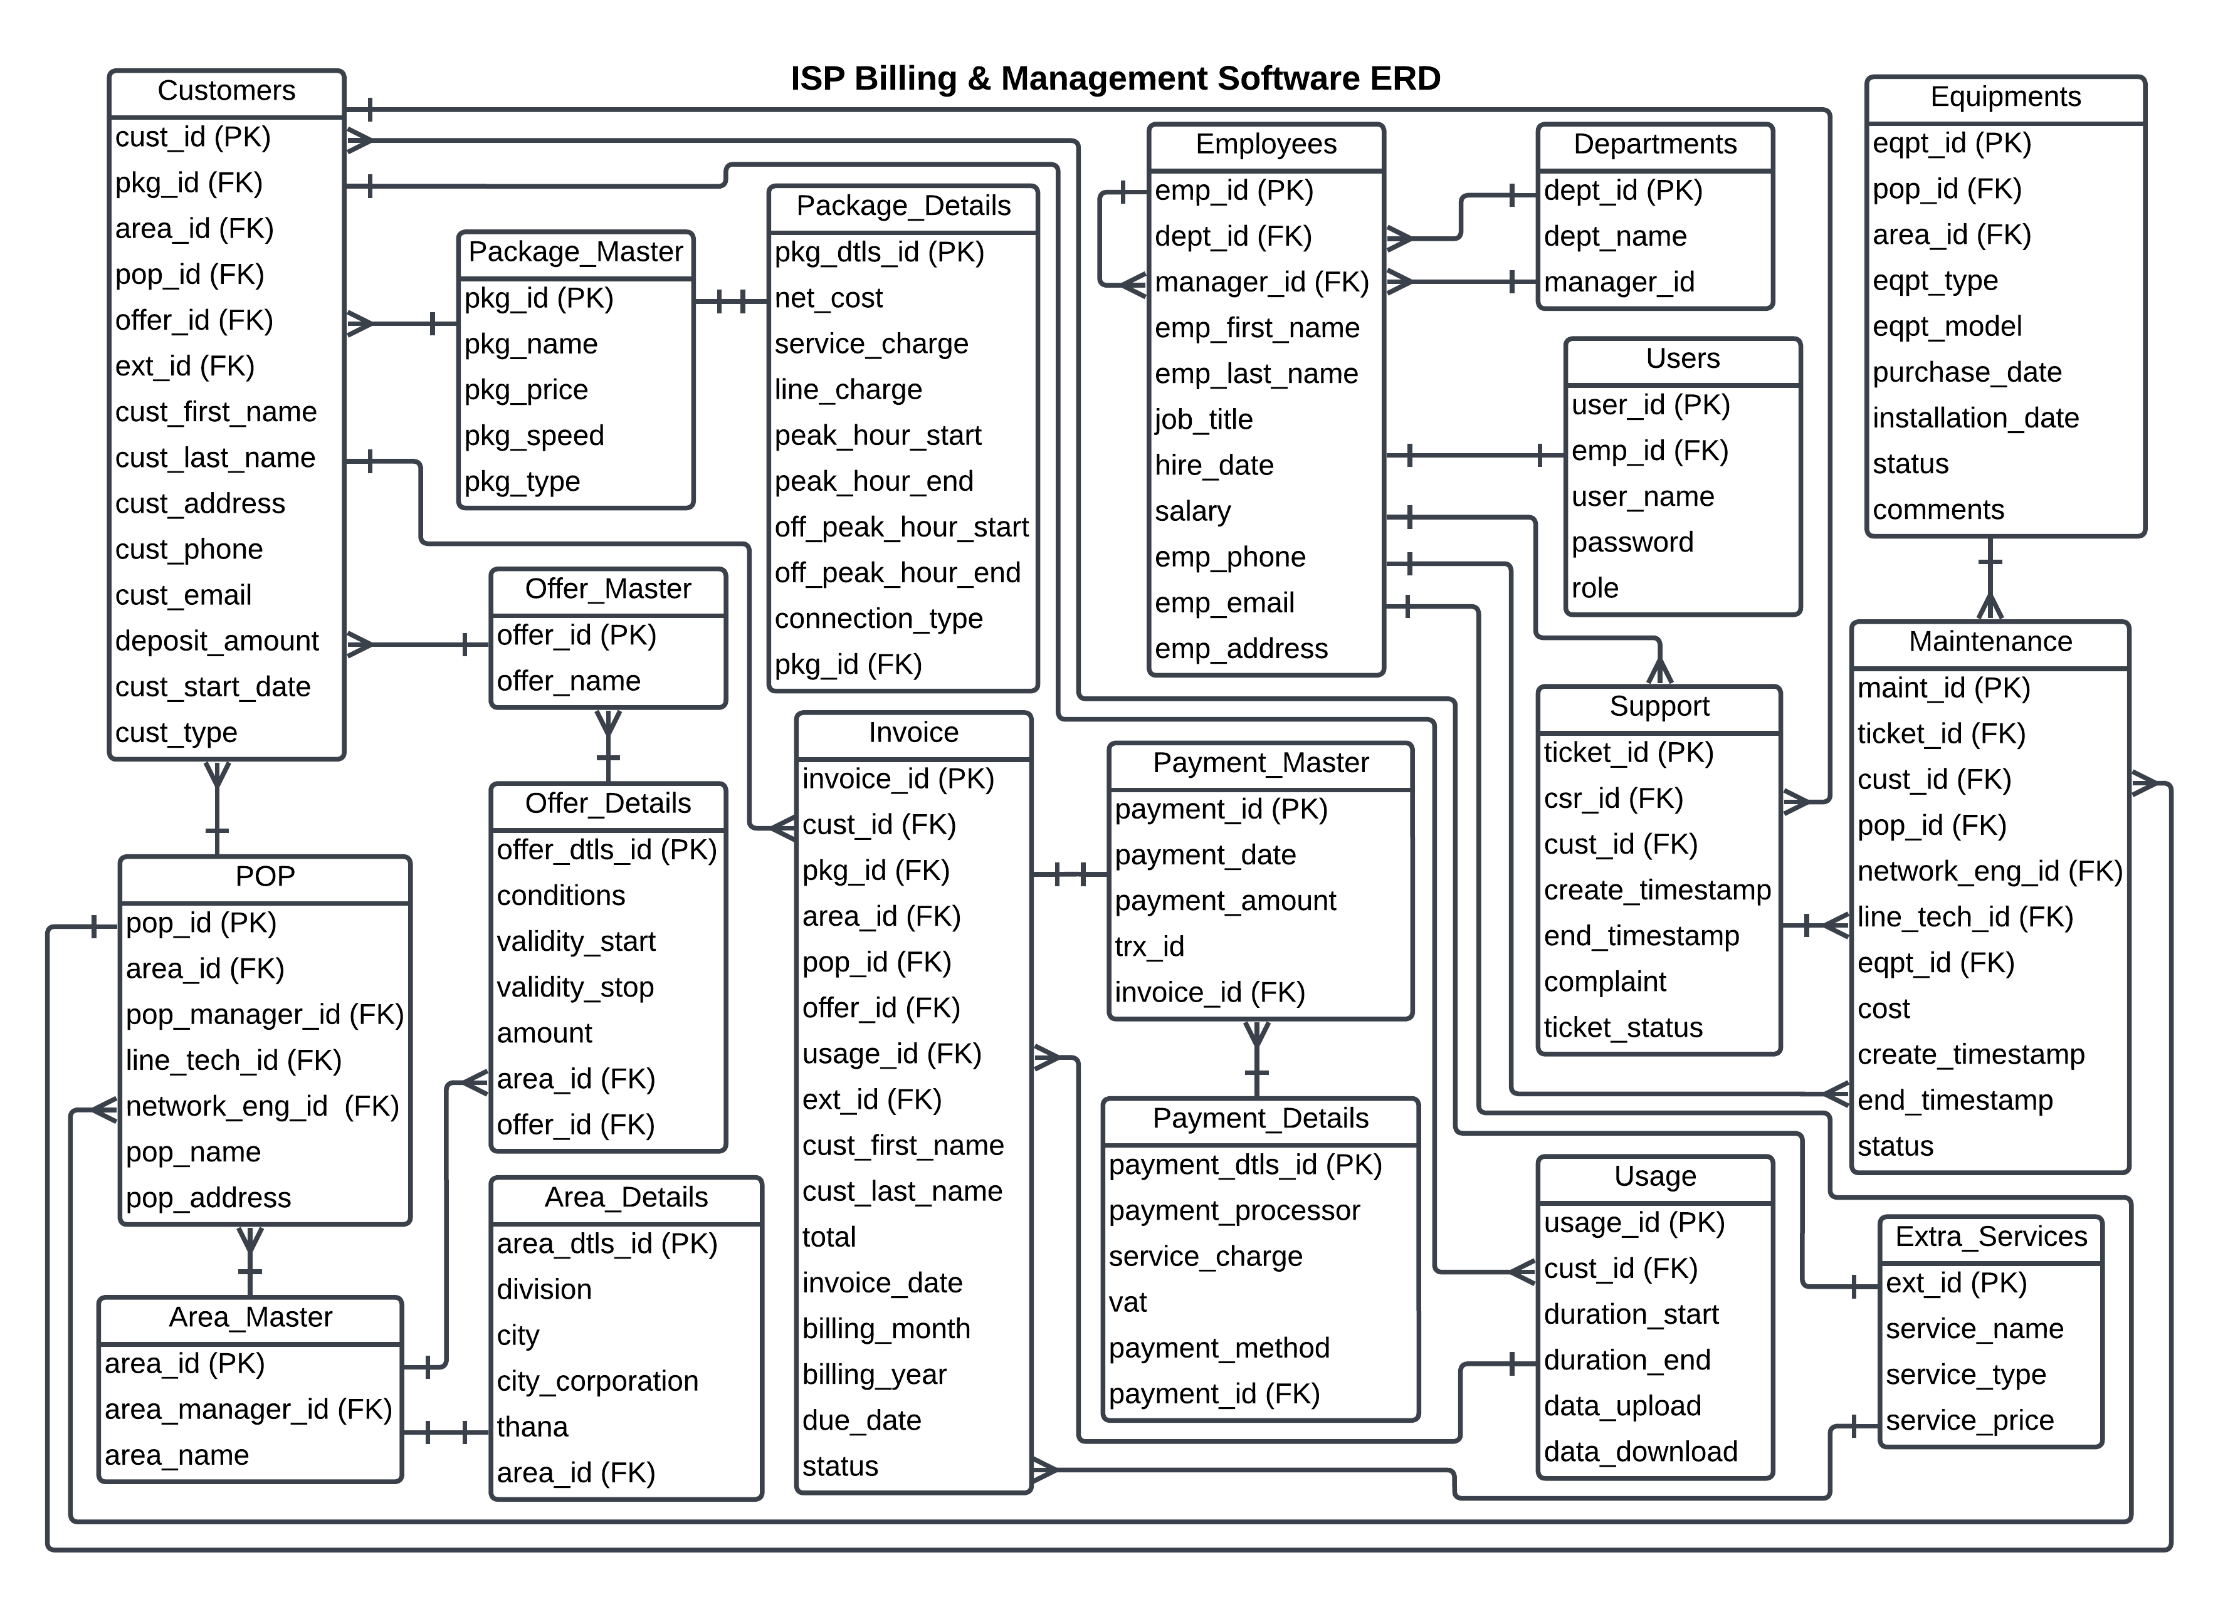 ISP Billing & Management Software ERD
Customers
cust_id (PK)
pkg_id (FK)
area_id (FK)
pop_id (FK)
offer_id (FK)
ext_id (FK)
cust_first_name
cust_last_name
cust_address
cust_phone
cust_email
deposit_amount
cust_start_date
cust_type
Package_Master
pkg_id (PK)
pkg_name
pkg_price
pkg_speed
pkg_type
Package_Details
pkg_dtls_id (PK)
net_cost
service_charge
line_charge
peak_hour_start
peak_hour_end
off_peak_hour_start
off_peak_hour_end
connection_type
pkg_id (FK)
Employees
emp_id (PK)
dept_id (FK)
manager_id (FK)
emp_first_name
emp_last_name
job_title
hire_date
salary
emp_phone
emp_email
emp_address
Departments
dept_id (PK)
dept_name
manager_id
Users
user_id (PK)
emp_id (FK)
user_name
password
role
Equipments
eqpt_id (PK)
pop_id (FK)
area_id (FK)
eqpt_type
eqpt_model
purchase_date
installation_date
status
comments
Offer_Master
offer_id (PK)
offer_name
Offer_Details
offer_dtls_id (PK)
conditions
validity_start
validity_stop
amount
area_id (FK)
offer_id (FK)
Invoice
invoice_id (PK)
cust_id (FK)
pkg_id (FK)
area_id (FK)
pop_id (FK)
offer_id (FK)
usage_id (FK)
ext_id (FK)
cust_first_name
cust_last_name
total
invoice_date
billing_month
billing_year
due_date
status
Payment_Master
payment_id (PK)
payment_date
payment_amount
trx_id
invoice_id (FK)
Support
ticket_id (PK)
csr_id (FK)
cust_id (FK)
create_timestamp
end_timestamp
complaint
ticket_status
Maintenance
maint_id (PK)
ticket_id (FK)
cust_id (FK)
pop_id (FK)
network_eng_id (FK)
line_tech_id (FK)
eqpt_id (FK)
cost
create_timestamp
end_timestamp
status
POP
pop_id (PK)
area_id (FK)
pop_manager_id (FK)
line_tech_id (FK)
network_eng_id (FK)
pop_name
pop_address
Area_Master
area_id (PK)
area_manager_id (FK)
area_name
Area_Details
area_dtls_id (PK)
division
city
city_corporation
thana
area_id (FK)
Payment_Details
payment_dtls_id (PK)
payment_processor
service_charge
vat
payment_method
payment_id (FK)
Usage
usage_id (PK)
cust_id (FK)
duration_start
duration_end
data_upload
data_download
Extra_Services
ext_id (PK)
service_name
service_type
service_price